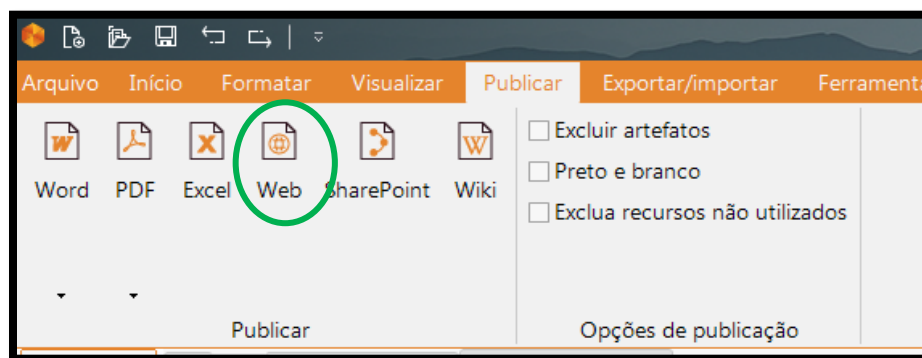 Arquivo Início Formatar Visualizar Publicar Exportar/importar Ferramenta
Word PDF Excel Web SharePoint Wiki
Excluir artefatos
Preto e branco
Exclua recursos não utilizados
Publicar
Opções de publicação